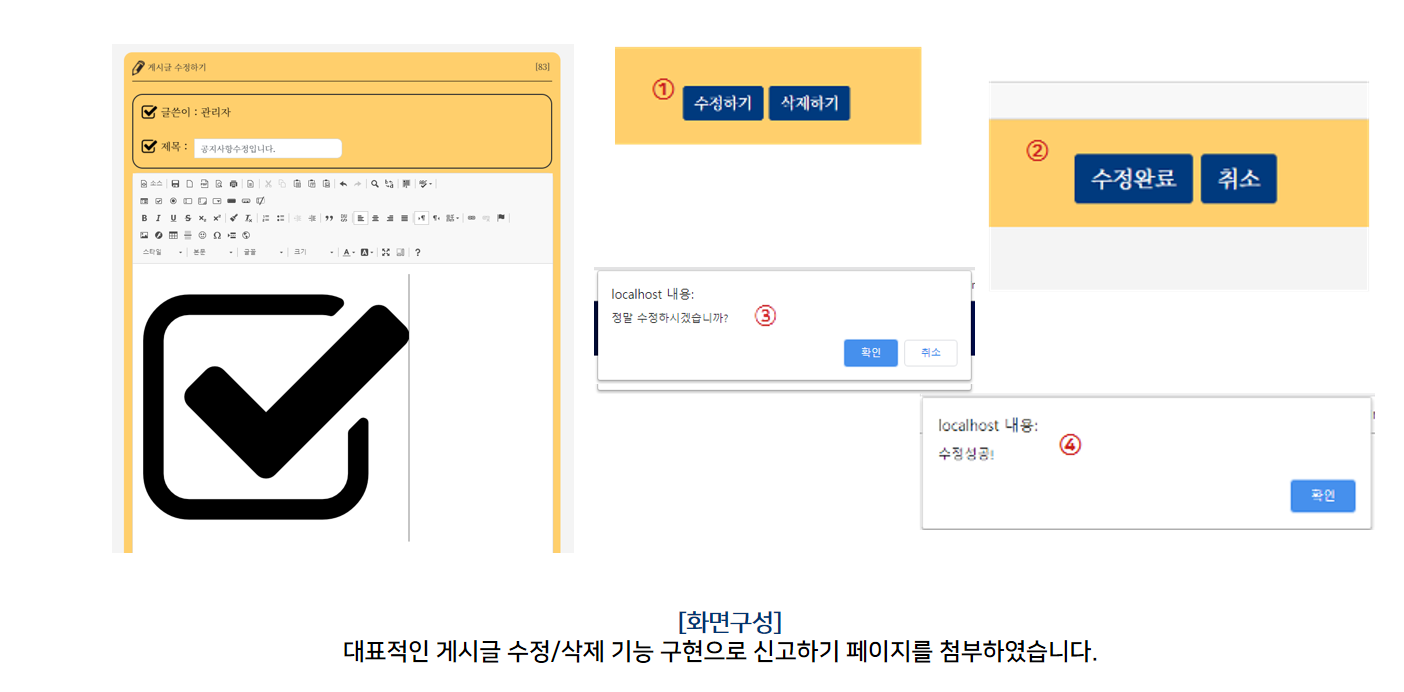 게시글 수정하기 [83]
글쓴이 : 관리자
제목 : 공지사항수정입니다.
소스
B I U S x₂ x² Tx
Ω
스타일 본문 글꼴 크기 A A ?
① 수정하기 삭제하기
② 수정완료 취소
localhost 내용:
정말 수정하시겠습니까? ③
확인 취소
localhost 내용:
수정성공! ④
확인
[화면구성]
대표적인 게시글 수정/삭제 기능 구현으로 신고하기 페이지를 첨부하였습니다.